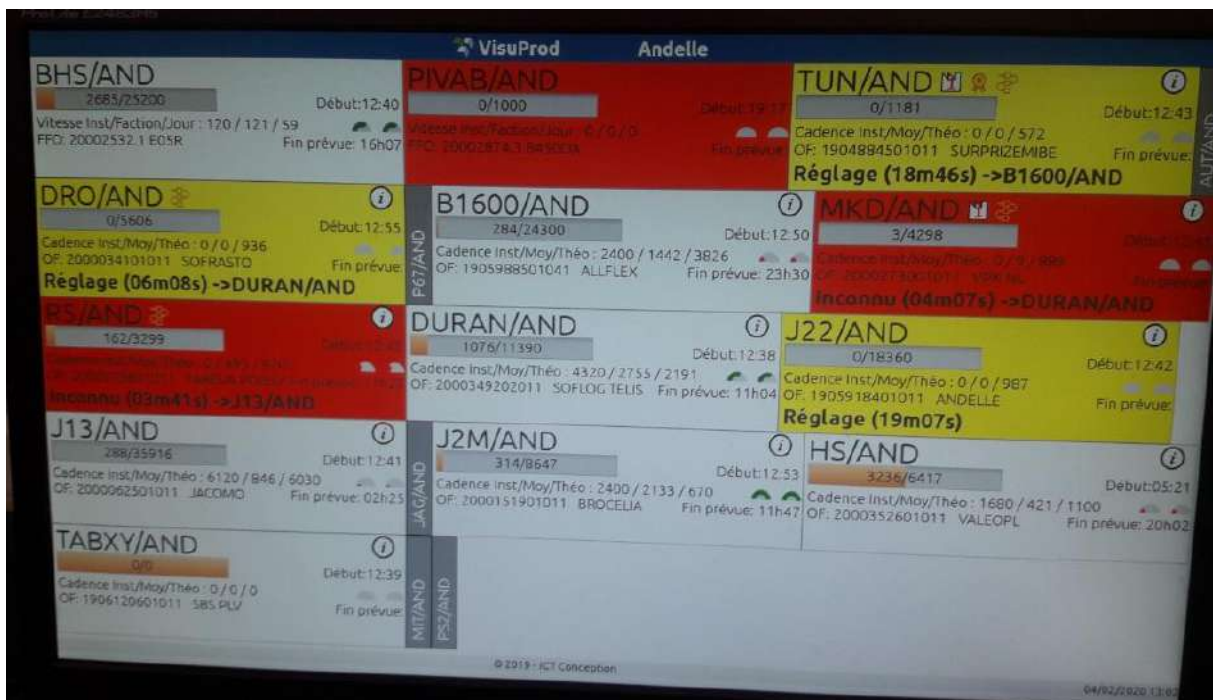 VisuProd Andelle
BHS/AND
2683/25200
Début:12:40
Vitesse Inst/Faction/Jour : 120 / 121 / 59
FFO: 20002532.1 E05R Fin prévue: 16h07
PIVAB/AND
0/1000
Vitesse Inst/Faction/Jour : 0 / 0 / 0
Fin prévue:
TUN/AND
0/1181
Début:12:43
Cadence Inst/Moy/Théo : 0 / 0 / 572
OF: 1904884501011 SURPRIZEMIBE Fin prévue:
Réglage (18m46s) ->B1600/AND
AUT/AND
DRO/AND
0/5606
Début:12:55
Cadence Inst/Moy/Théo : 0 / 0 / 936
OF: 2000034101011 SOFRASTO Fin prévue:
Réglage (06m08s) ->DURAN/AND
P67/AND
B1600/AND
284/24300
Début:12:50
Cadence Inst/Moy/Théo : 2400 / 1442 / 3826
OF: 1905988501041 ALLFLEX Fin prévue: 23h30
MKD/AND
3/4298
Inconnu (04m07s) ->DURAN/AND
RS/AND
162/3299
Inconnu (03m41s) ->J13/AND
DURAN/AND
1076/11390
Début:12:38
Cadence Inst/Moy/Théo : 4320 / 2755 / 2191
OF: 2000349202011 SOFLOG TELIS Fin prévue: 11h04
J22/AND
0/18360
Début:12:42
Cadence Inst/Moy/Théo : 0 / 0 / 987
OF: 1905918401011 ANDELLE Fin prévue:
Réglage (19m07s)
J13/AND
288/35916
Début:12:41
Cadence Inst/Moy/Théo : 6120 / 846 / 6030
OF: 2000062501011 JACOMO Fin prévue: 02h25
JAG/AND
J2M/AND
314/8647
Début:12:53
Cadence Inst/Moy/Théo : 2400 / 2133 / 670
OF: 2000151901011 BROCELIA Fin prévue: 11h47
HS/AND
3236/6417
Début:05:21
Cadence Inst/Moy/Théo : 1680 / 421 / 1100
OF: 2000352601011 VALEOPL Fin prévue: 20h02
TABXY/AND
0/0
Début:12:39
Cadence Inst/Moy/Théo : 0 / 0 / 0
OF: 1906120601011 SBS PLV Fin prévue:
MIT/AND
PS2/AND
© 2019 - ICT Conception
04/02/2020 13:02